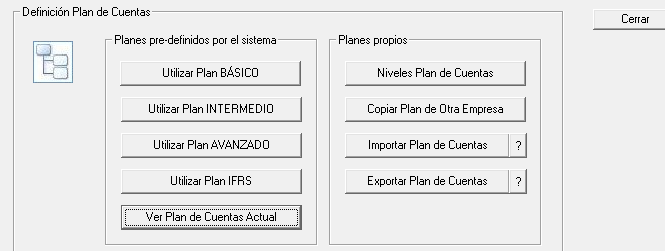 Definición Plan de Cuentas
Cerrar
Planes pre-definidos por el sistema
Utilizar Plan BÁSICO
Utilizar Plan INTERMEDIO
Utilizar Plan AVANZADO
Utilizar Plan IFRS
Ver Plan de Cuentas Actual
Planes propios
Niveles Plan de Cuentas
Copiar Plan de Otra Empresa
Importar Plan de Cuentas ?
Exportar Plan de Cuentas ?